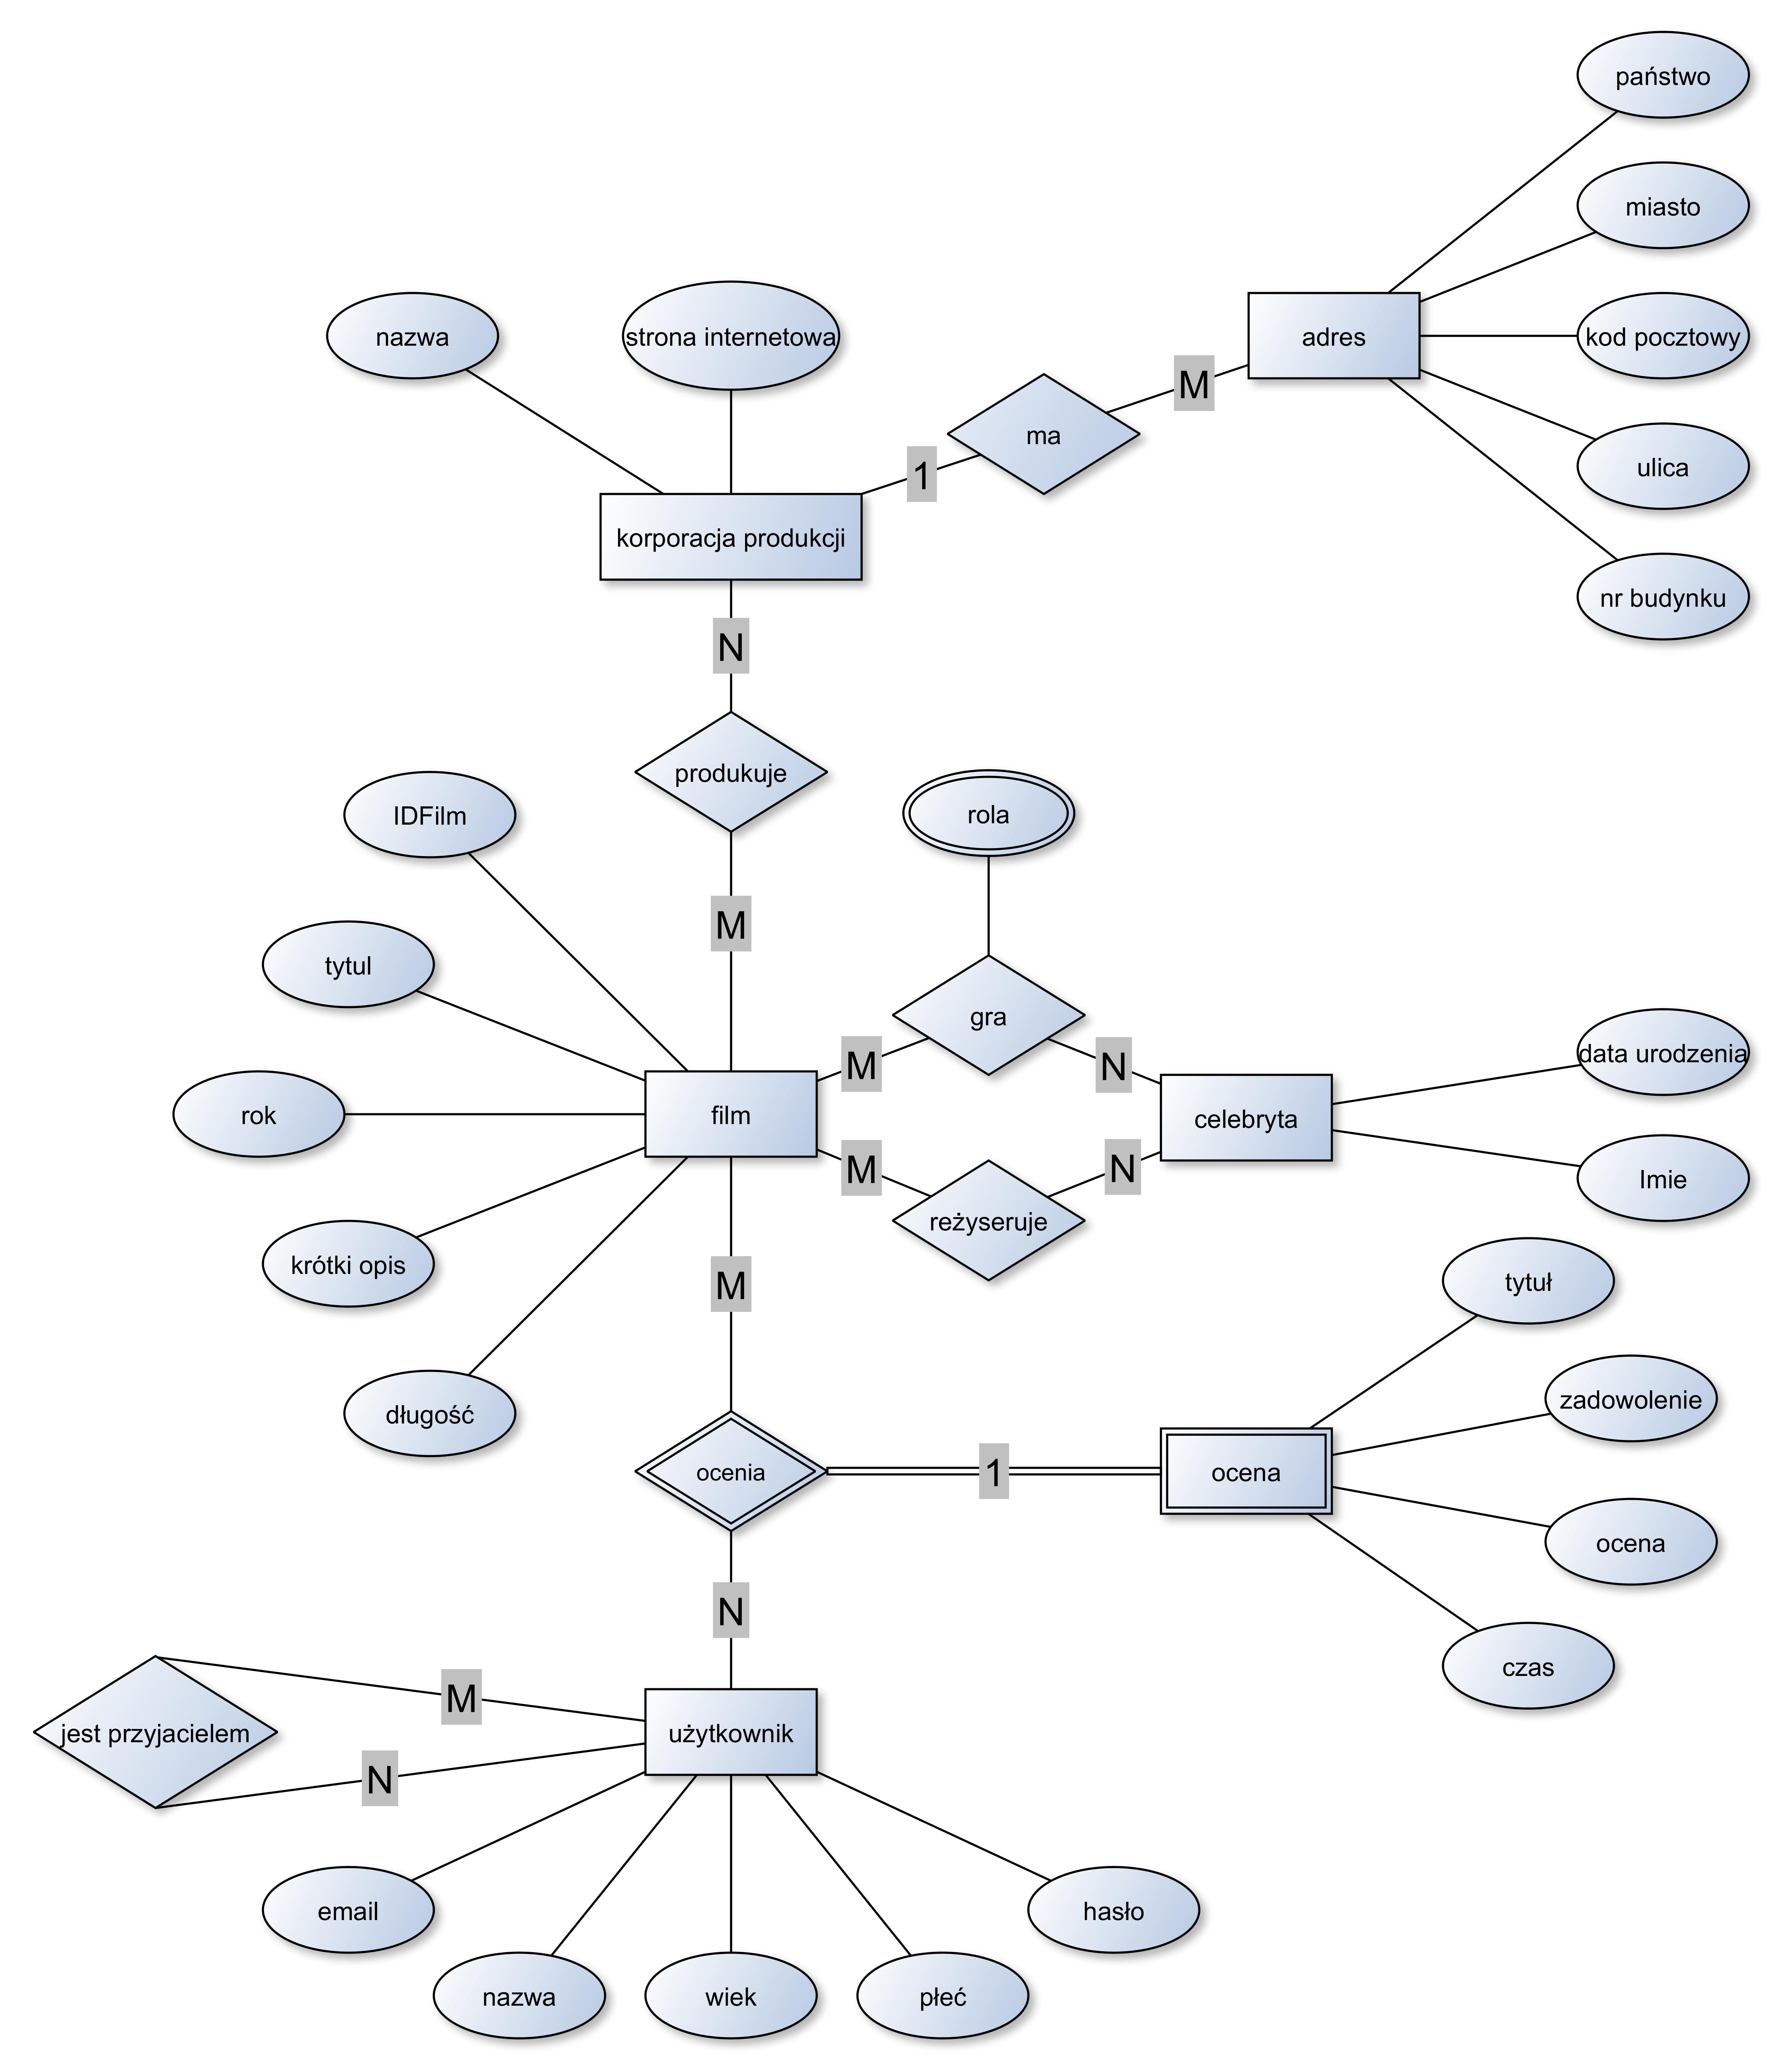 państwo
miasto
nazwa
strona internetowa
adres
kod pocztowy
M
ma
1
ulica
korporacja produkcji
nr budynku
N
produkuje
IDFilm
rola
M
tytul
gra
rok
film
M
N
celebryta
data urodzenia
M
N
Imie
reżyseruje
krótki opis
M
tytuł
długość
zadowolenie
ocenia
1
ocena
ocena
N
czas
jest przyjacielem
M
użytkownik
N
email
hasło
nazwa
wiek
płeć